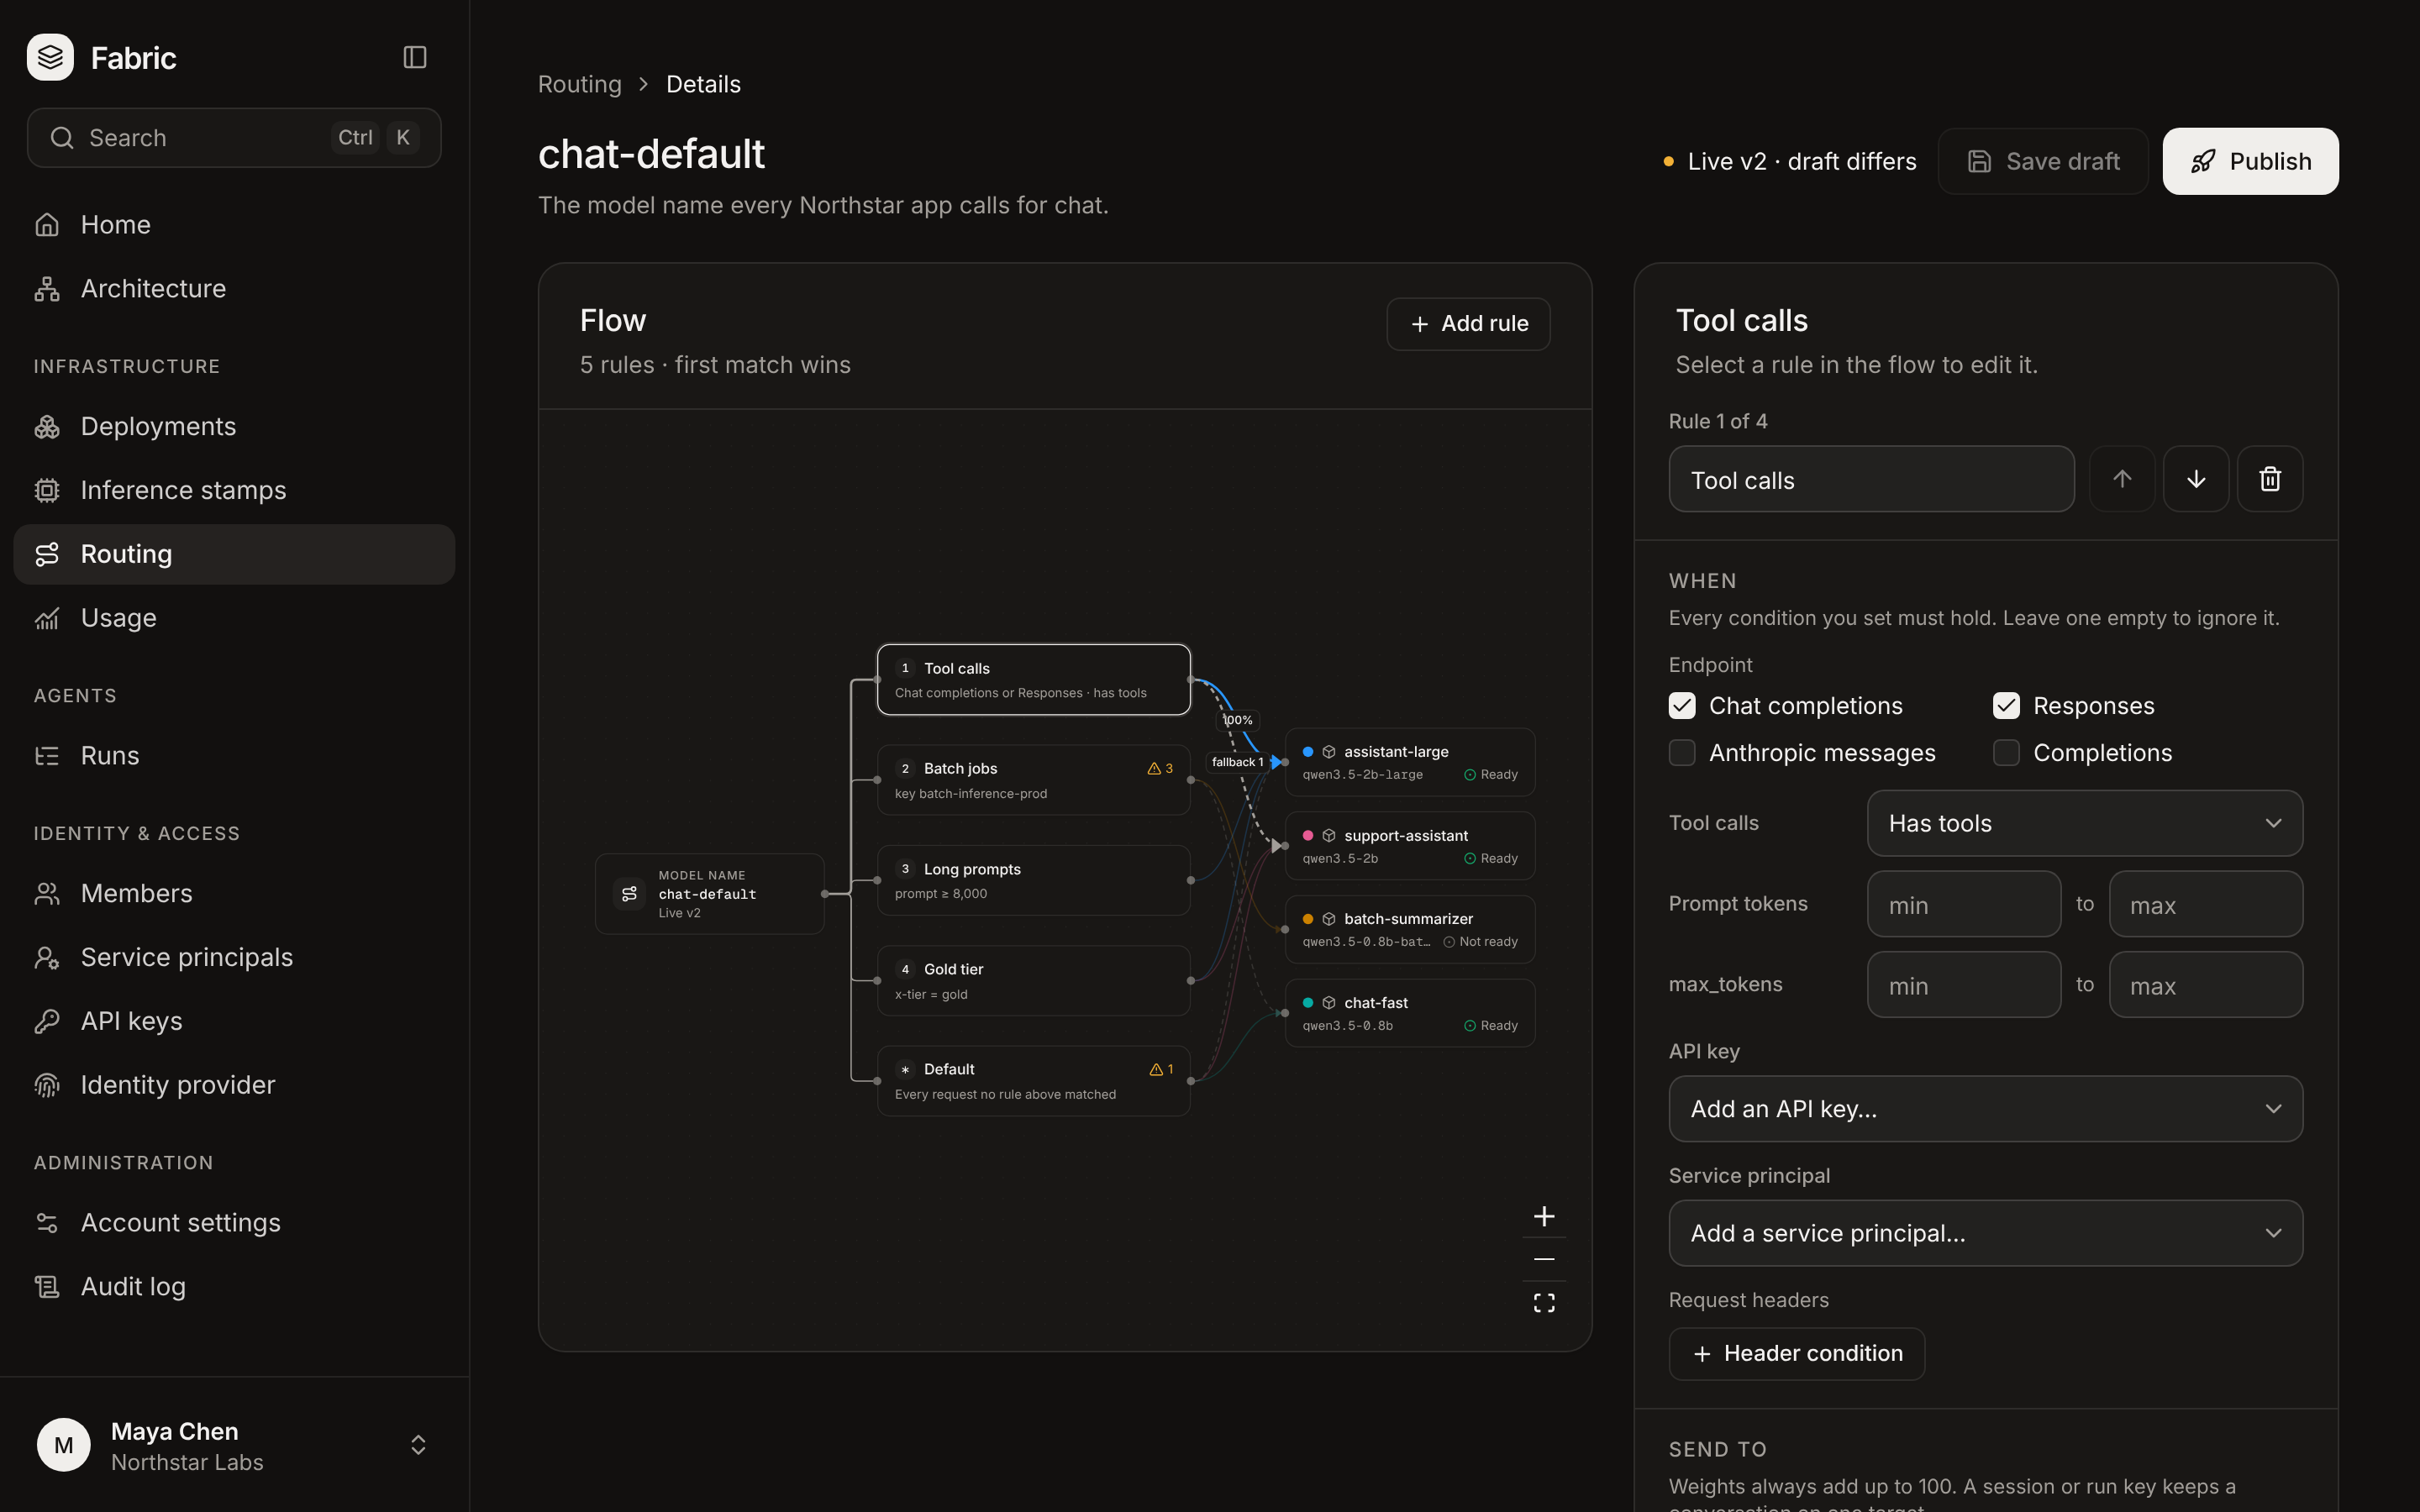 Fabric
Search
Ctrl K
Home
Architecture
INFRASTRUCTURE
Deployments
Inference stamps
Routing
Usage
AGENTS
Runs
IDENTITY & ACCESS
Members
Service principals
API keys
Identity provider
ADMINISTRATION
Account settings
Audit log
M
Maya Chen
Northstar Labs
Routing > Details
chat-default
The model name every Northstar app calls for chat.
Live v2 · draft differs
Save draft
Publish
Flow
5 rules · first match wins
+ Add rule
MODEL NAME
chat-default
Live v2
1 Tool calls
Chat completions or Responses · has tools
2 Batch jobs
3
key batch-inference-prod
3 Long prompts
prompt ≥ 8,000
4 Gold tier
x-tier = gold
* Default
1
Every request no rule above matched
100%
fallback 1
assistant-large
qwen3.5-2b-large
Ready
support-assistant
qwen3.5-2b
Ready
batch-summarizer
qwen3.5-0.8b-bat…
Not ready
chat-fast
qwen3.5-0.8b
Ready
Tool calls
Select a rule in the flow to edit it.
Rule 1 of 4
Tool calls
WHEN
Every condition you set must hold. Leave one empty to ignore it.
Endpoint
Chat completions
Responses
Anthropic messages
Completions
Tool calls
Has tools
Prompt tokens
min to max
max_tokens
min to max
API key
Add an API key...
Service principal
Add a service principal...
Request headers
+ Header condition
SEND TO
Weights always add up to 100. A session or run key keeps a